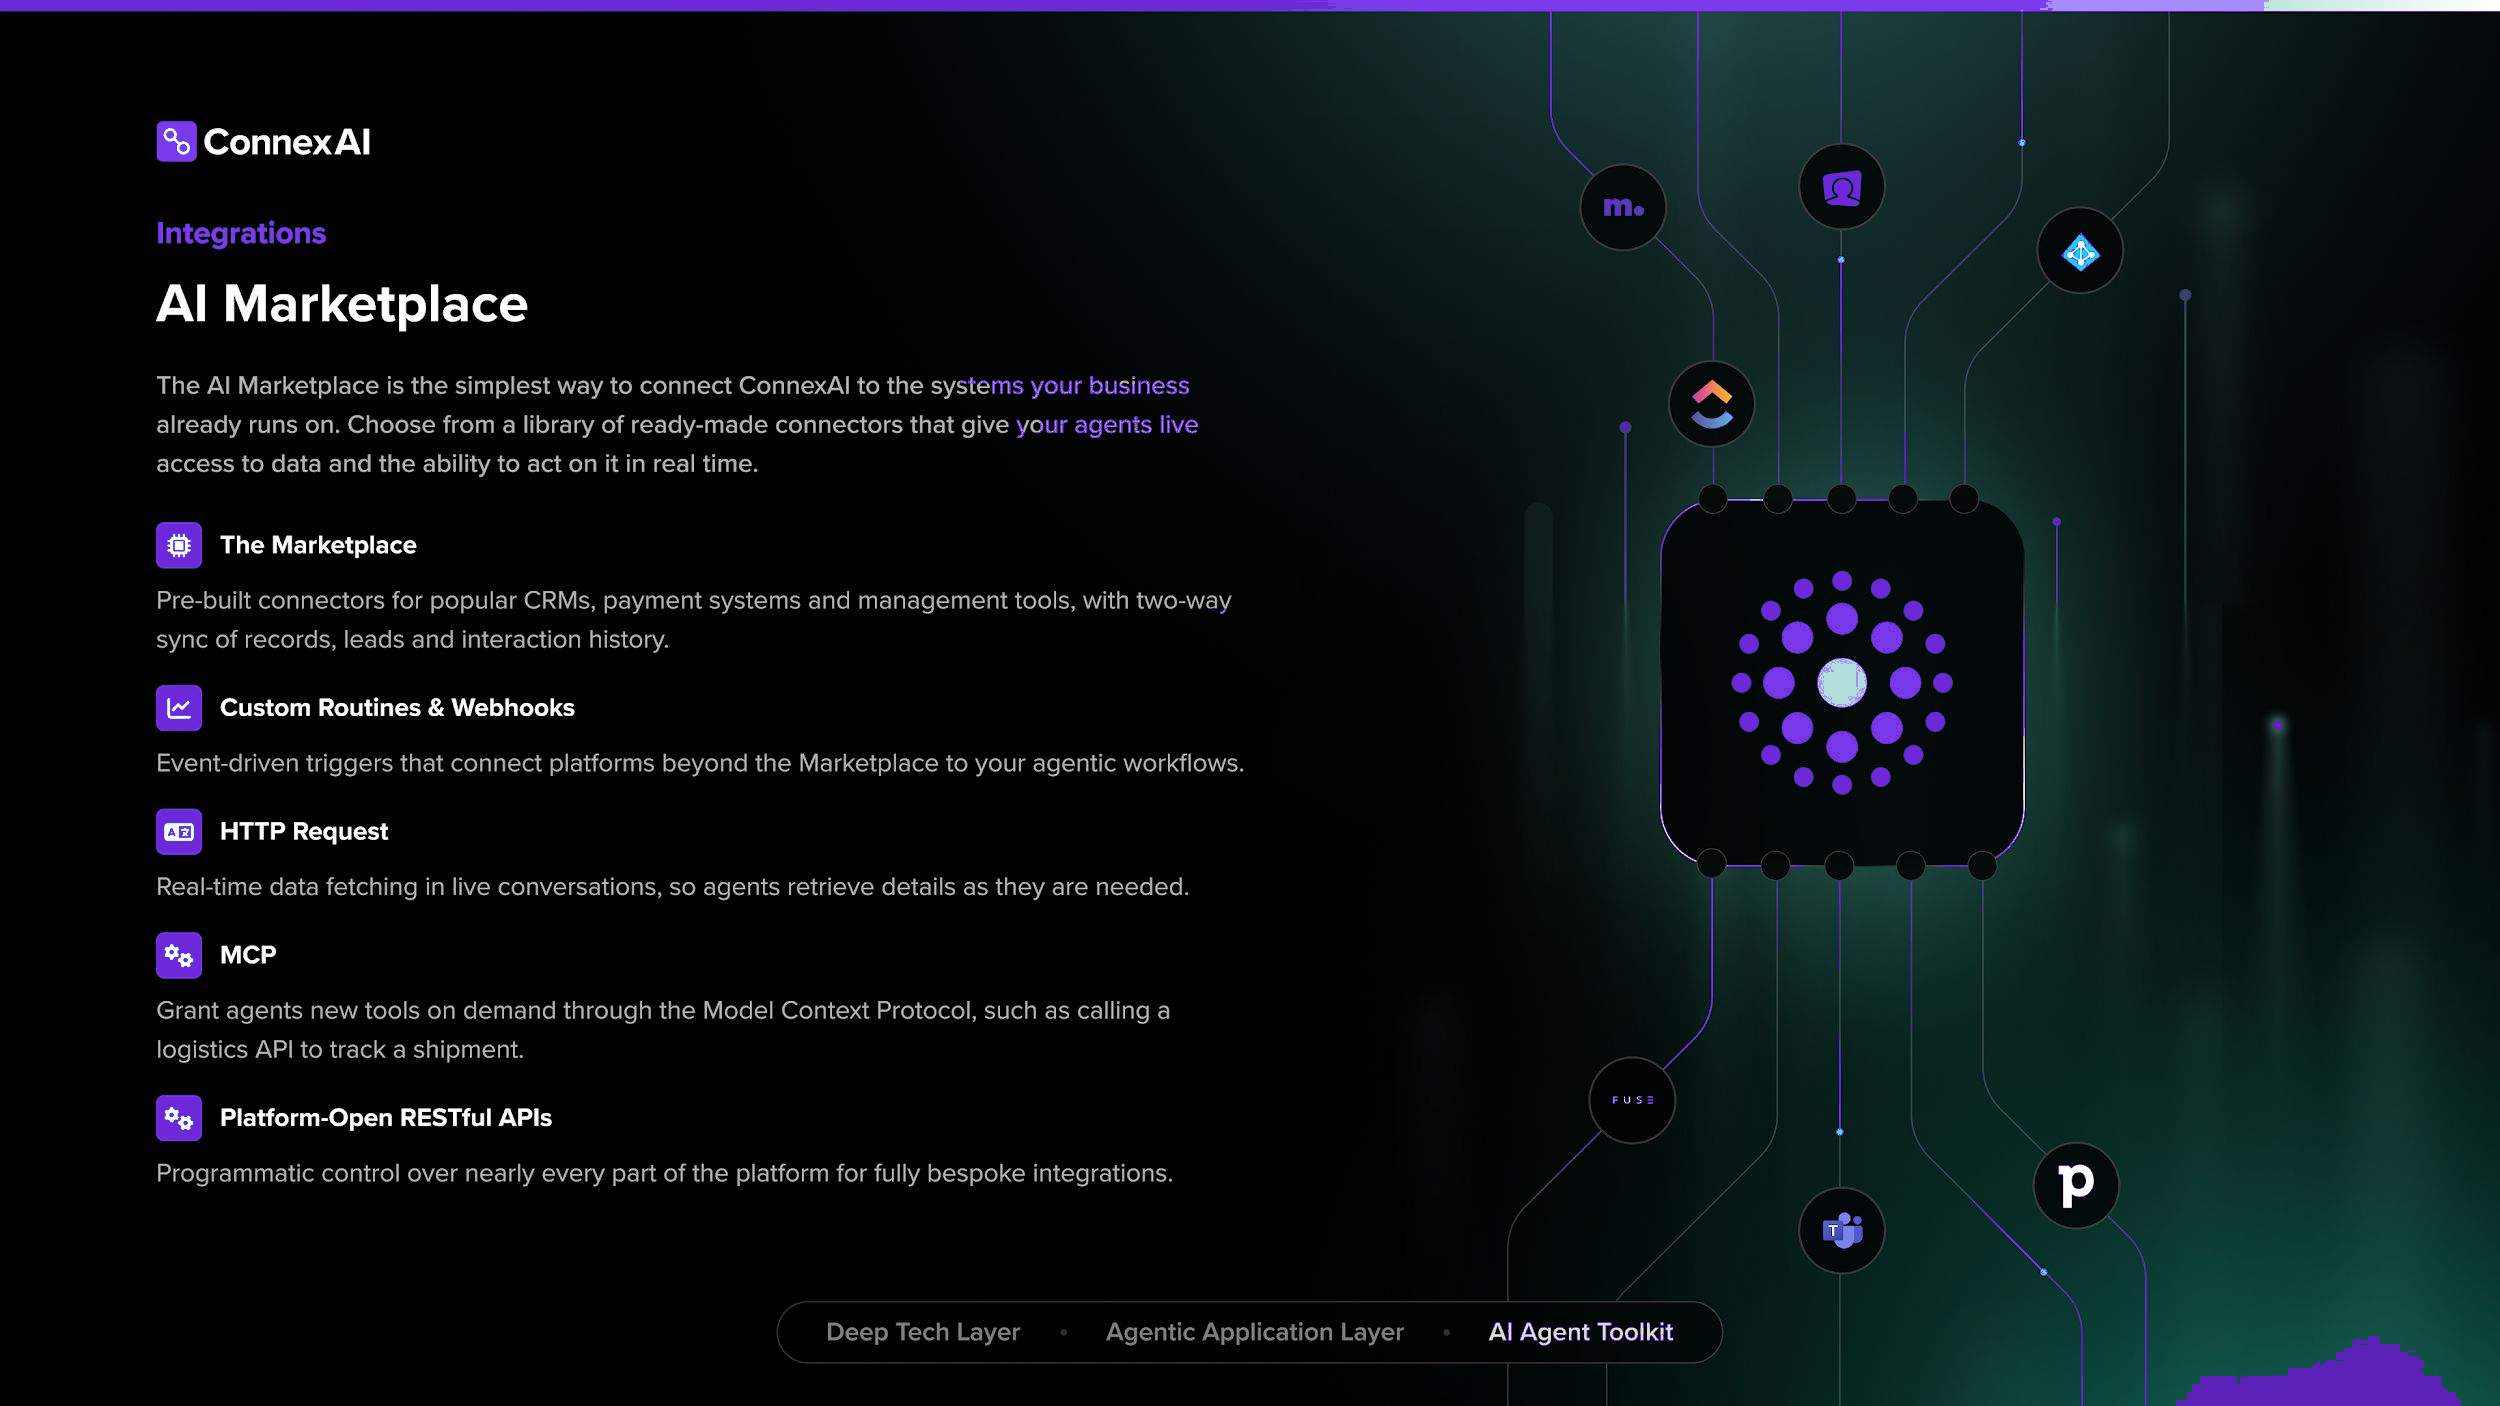 ConnexAI
Integrations
AI Marketplace
The AI Marketplace is the simplest way to connect ConnexAI to the systems your business
already runs on. Choose from a library of ready-made connectors that give your agents live
access to data and the ability to act on it in real time.
The Marketplace
Pre-built connectors for popular CRMs, payment systems and management tools, with two-way
sync of records, leads and interaction history.
Custom Routines & Webhooks
Event-driven triggers that connect platforms beyond the Marketplace to your agentic workflows.
HTTP Request
Real-time data fetching in live conversations, so agents retrieve details as they are needed.
MCP
Grant agents new tools on demand through the Model Context Protocol, such as calling a
logistics API to track a shipment.
Platform-Open RESTful APIs
Programmatic control over nearly every part of the platform for fully bespoke integrations.
m.
FUSE
p
T
Deep Tech Layer • Agentic Application Layer • AI Agent Toolkit